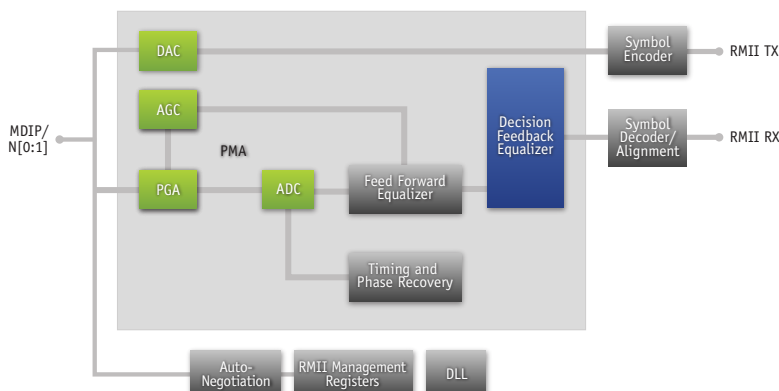 DAC
Symbol
Encoder
RMII TX
AGC
MDIP/
N[0:1]
PMA
Decision
Feedback
Equalizer
Symbol
Decoder/
Alignment
RMII RX
PGA
ADC
Feed Forward
Equalizer
Timing and
Phase Recovery
Auto-
Negotiation
RMII Management
Registers
DLL